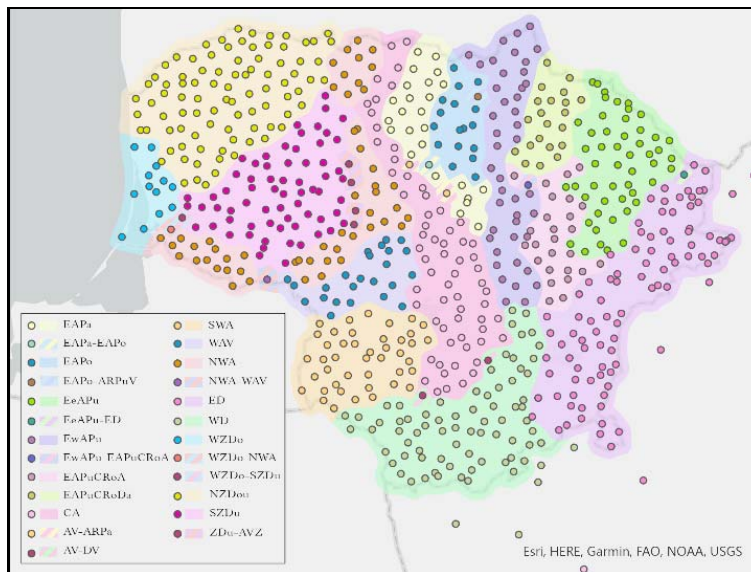 EAPa
EAPa-EAPo
EAPo
EAPo-ARPuV
EeAPu
EeAPu-ED
EwAPu
EwAPu-EAPuCRoA
EAPuCRoA
EAPuCRoDa
CA
AV-ARPa
AV-DV
SWA
WAV
NWA
NWA-WAV
ED
WD
WZDo
WZDo-NWA
WZDo-SZDu
NZDou
SZDu
ZDu-AVZ
Esri, HERE, Garmin, FAO, NOAA, USGS